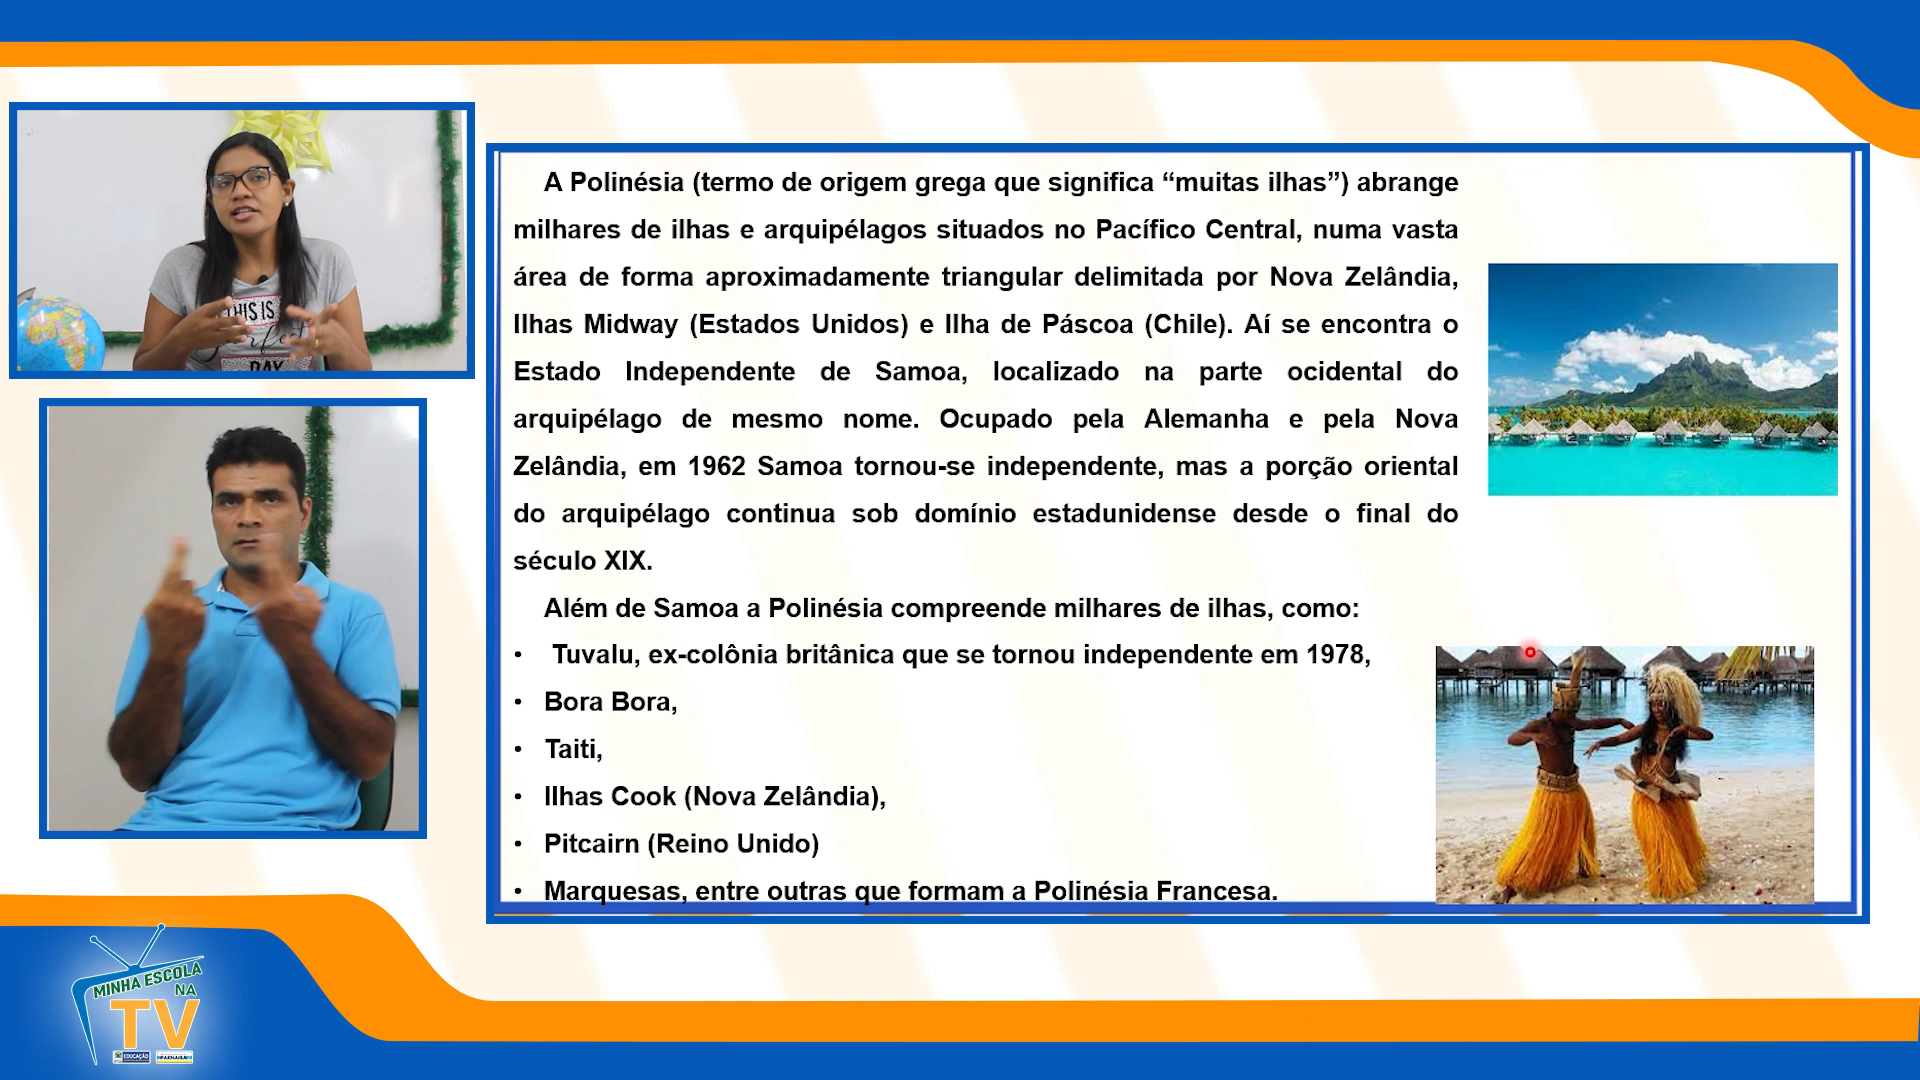 A Polinésia (termo de origem grega que significa “muitas ilhas”) abrange
milhares de ilhas e arquipélagos situados no Pacífico Central, numa vasta
área de forma aproximadamente triangular delimitada por Nova Zelândia,
Ilhas Midway (Estados Unidos) e Ilha de Páscoa (Chile). Aí se encontra o
Estado Independente de Samoa, localizado na parte ocidental do
arquipélago de mesmo nome. Ocupado pela Alemanha e pela Nova
Zelândia, em 1962 Samoa tornou-se independente, mas a porção oriental
do arquipélago continua sob domínio estadunidense desde o final do
século XIX.
Além de Samoa a Polinésia compreende milhares de ilhas, como:
• Tuvalu, ex-colônia britânica que se tornou independente em 1978,
• Bora Bora,
• Taiti,
• Ilhas Cook (Nova Zelândia),
• Pitcairn (Reino Unido)
• Marquesas, entre outras que formam a Polinésia Francesa.
THIS IS
DAY
MINHA ESCOLA
NA
TV
EDUCAÇÃO
PARNAÍBA